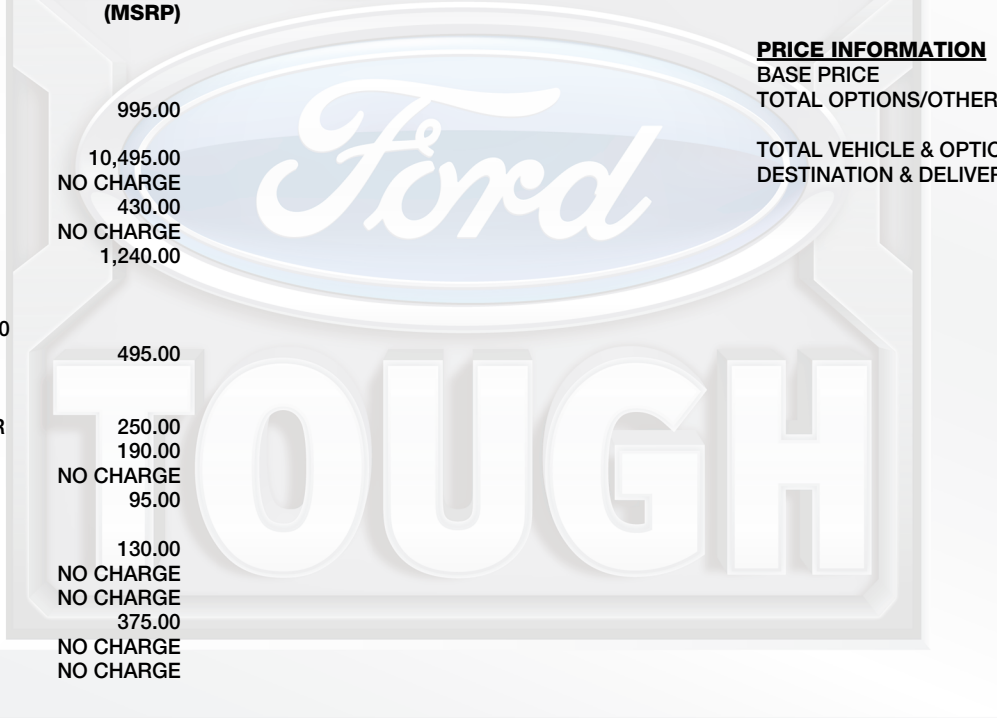 (MSRP)
995.00
10,495.00
NO CHARGE
430.00
NO CHARGE
1,240.00
0
495.00
R
250.00
190.00
NO CHARGE
95.00
130.00
NO CHARGE
NO CHARGE
375.00
NO CHARGE
NO CHARGE
PRICE INFORMATION
BASE PRICE
TOTAL OPTIONS/OTHER
TOTAL VEHICLE & OPTIO
DESTINATION & DELIVER
Ford
TOUGH